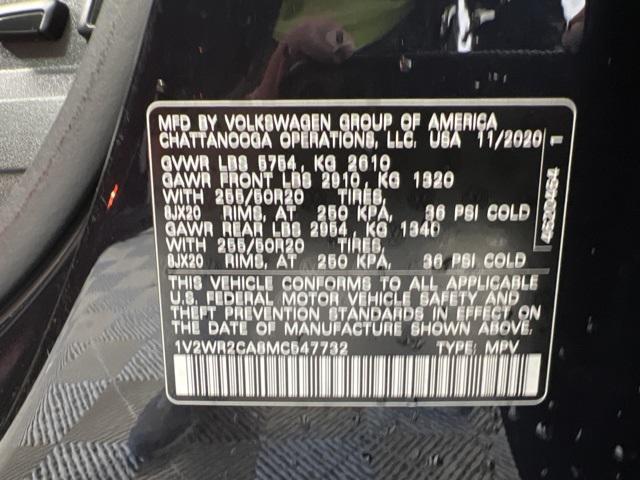 MFD BY VOLKSWAGEN GROUP OF AMERICA
CHATTANOOGA OPERATIONS, LLC. USA 11/2020
GVWR LBS 5754, KG 2610
GAWR FRONT LBS 2910, KG 1320
WITH 255/50R20 TIRES,
8JX20 RIMS, AT 250 KPA, 36 PSI COLD
GAWR REAR LBS 2954, KG 1340
WITH 255/50R20 TIRES,
8JX20 RIMS, AT 250 KPA, 36 PSI COLD
THIS VEHICLE CONFORMS TO ALL APPLICABLE
U.S. FEDERAL MOTOR VEHICLE SAFETY AND
THEFT PREVENTION STANDARDS IN EFFECT ON
THE DATE OF MANUFACTURE SHOWN ABOVE.
1V2WR2CA8MC547732 TYPE: MPV